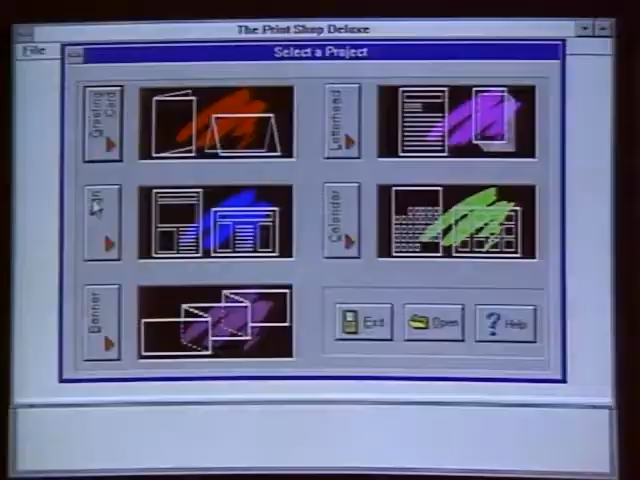 The Print Shop Deluxe
File
Select a Project
Greeting Card
Letterhead
Calendar
Banner
Exit
Open
Help